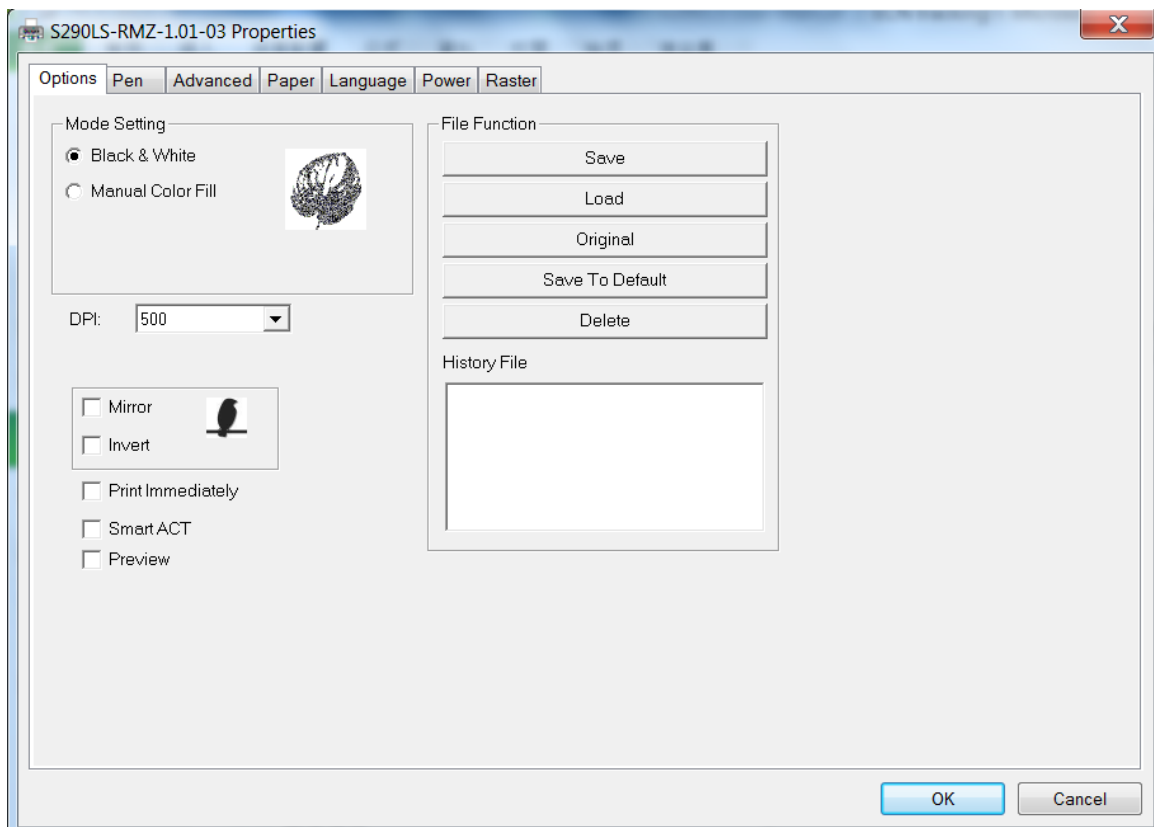 S290LS-RMZ-1.01-03 Properties
Options Pen Advanced Paper Language Power Raster
Mode Setting
Black & White
Manual Color Fill
DPI: 500
Mirror
Invert
Print Immediately
Smart ACT
Preview
File Function
Save
Load
Original
Save To Default
Delete
History File
OK Cancel